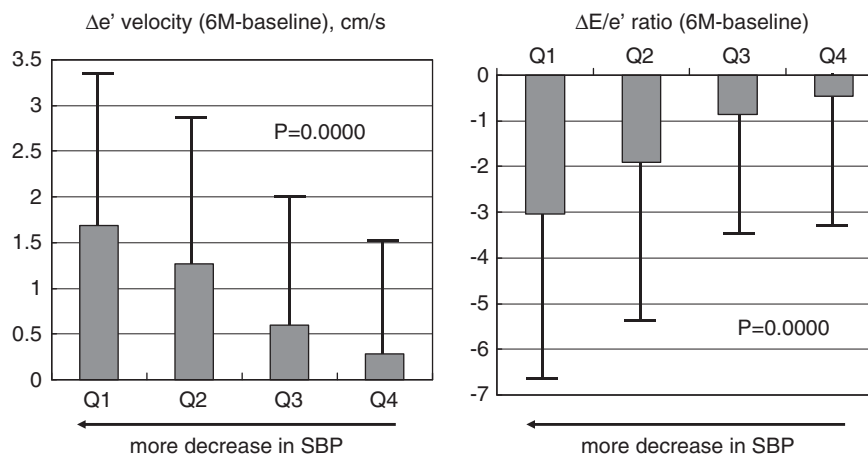 Δe' velocity (6M-baseline), cm/s
3.5
3
2.5
2
1.5
1
0.5
0
P=0.0000
Q1 Q2 Q3 Q4
more decrease in SBP
ΔE/e' ratio (6M-baseline)
Q1 Q2 Q3 Q4
0
-1
-2
-3
-4
-5
-6
-7
P=0.0000
more decrease in SBP